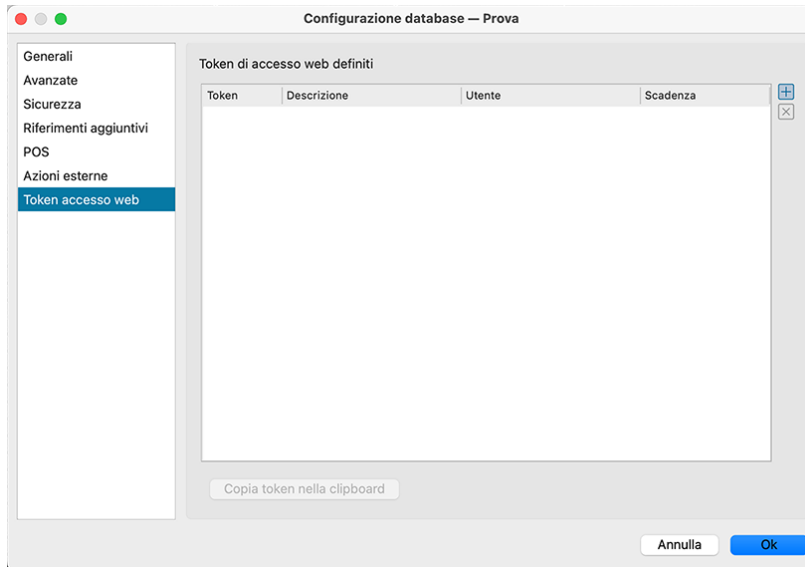 Configurazione database — Prova
Generali
Avanzate
Sicurezza
Riferimenti aggiuntivi
POS
Azioni esterne
Token accesso web
Token di accesso web definiti
Token Descrizione Utente Scadenza
Copia token nella clipboard
Annulla Ok